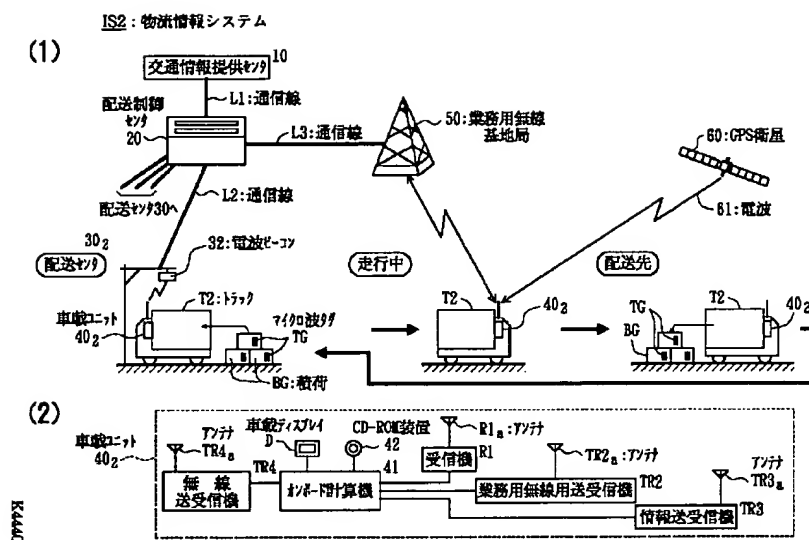 IS2：物流情報システム
(1)
交通情報提供センタ 10
L1：通信線
配送制御
センタ
20
L3：通信線
50：業務用無線
基地局
60：GPS衛星
L2：通信線
配送センタ30へ
61：電波
30₂
配送センタ
32：電波ビーコン
走行中
配送先
車載ユニット
40₂
T2：トラック
マイクロ波タグ
TG
BG：積荷
T2
40₂
TG
BG
T2
40₂
(2)
車載ユニット
40₂
アンテナ
TR4a
無線
送受信機
TR4
車載ディスプレイ
D
CD-ROM装置
42
41
オンボード計算機
R1a：アンテナ
受信機 R1
TR2a：アンテナ
業務用無線用送受信機 TR2
アンテナ
TR3a
情報送受信機 TR3